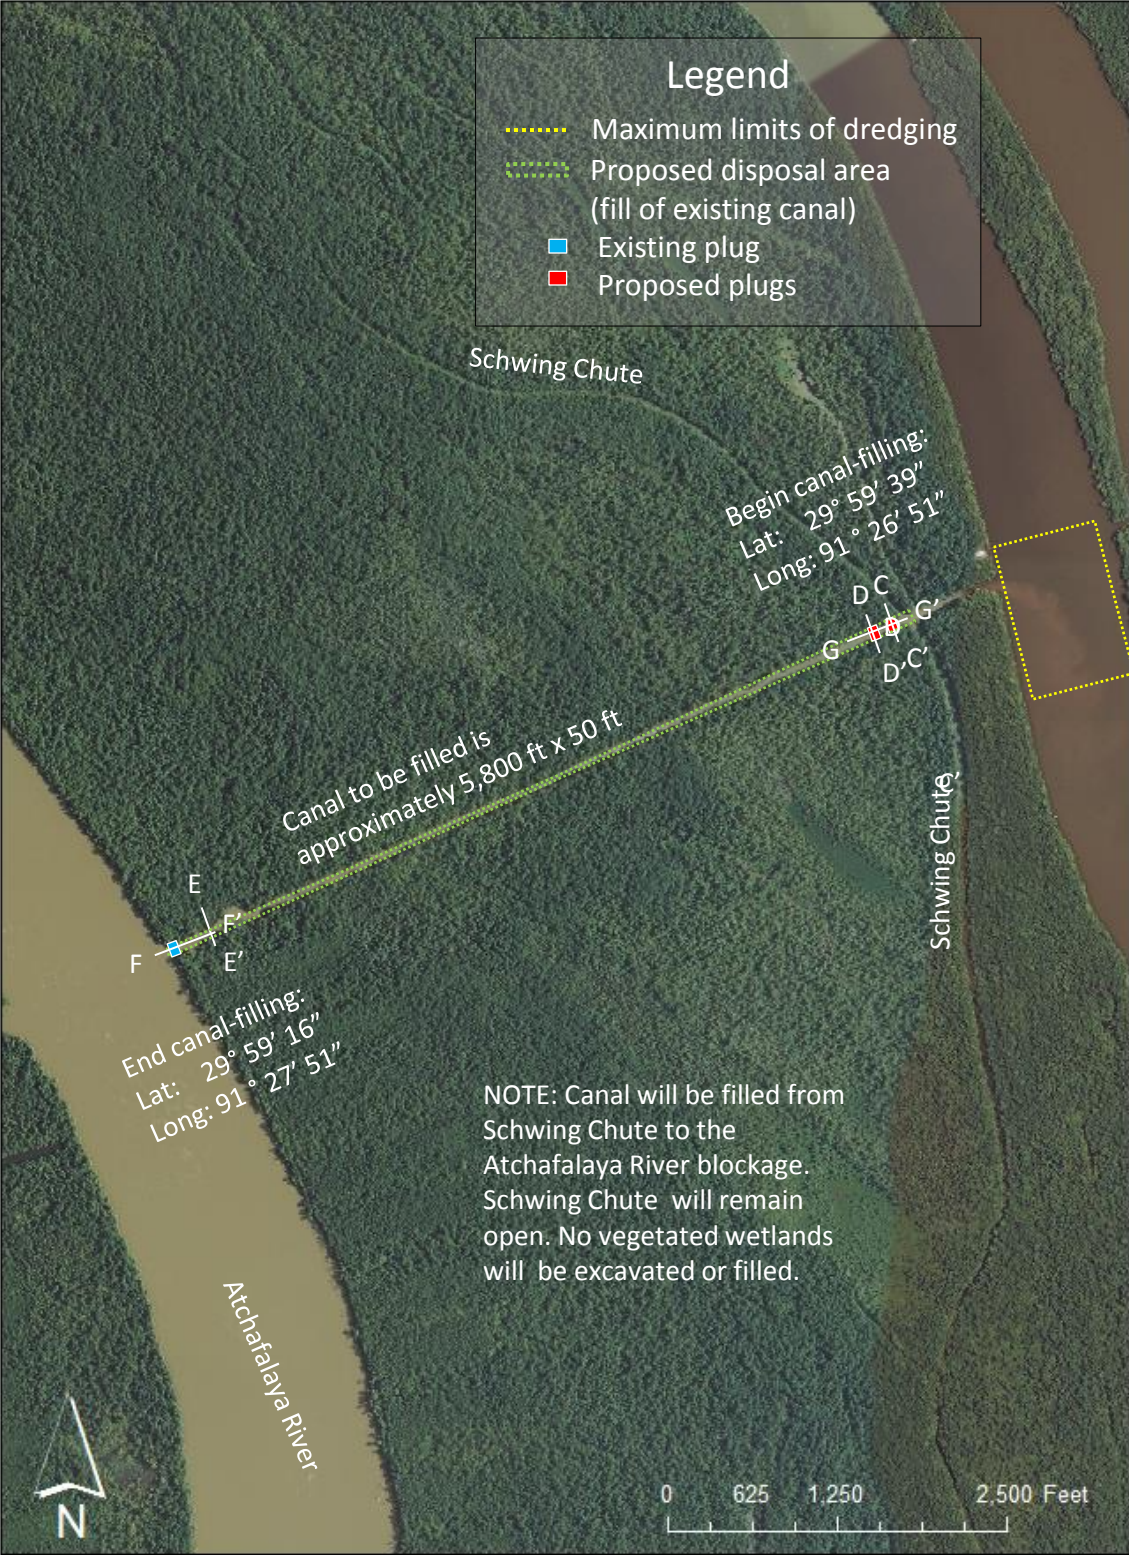 Legend
Maximum limits of dredging
Proposed disposal area
(fill of existing canal)
Existing plug
Proposed plugs
Schwing Chute
Begin canal-filling:
Lat: 29° 59’ 39”
Long: 91 ° 26’ 51”
D C
G’
G
D’ C’
Canal to be filled is
approximately 5,800 ft x 50 ft
Schwing Chute
E
F’
F
E’
End canal-filling:
Lat: 29° 59’ 16”
Long: 91 ° 27’ 51”
NOTE: Canal will be filled from
Schwing Chute to the
Atchafalaya River blockage.
Schwing Chute will remain
open. No vegetated wetlands
will be excavated or filled.
Atchafalaya River
N
0 625 1,250 2,500 Feet